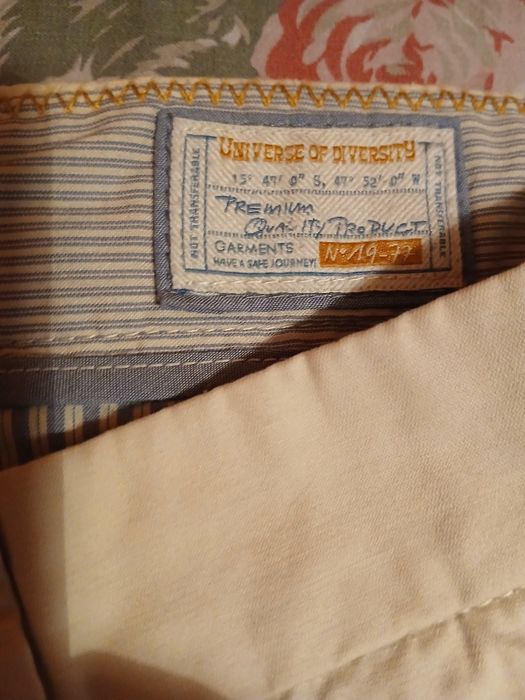 UNIVERSE OF DIVERSITY
15° 47' 0" S, 47° 52' 0" W
NOT TRANSFERABLE
PREMIUM
QUALITY PRODUCT
GARMENTS
No 19-77
HAVE A SAFE JOURNEY!
NOT TRANSFERABLE